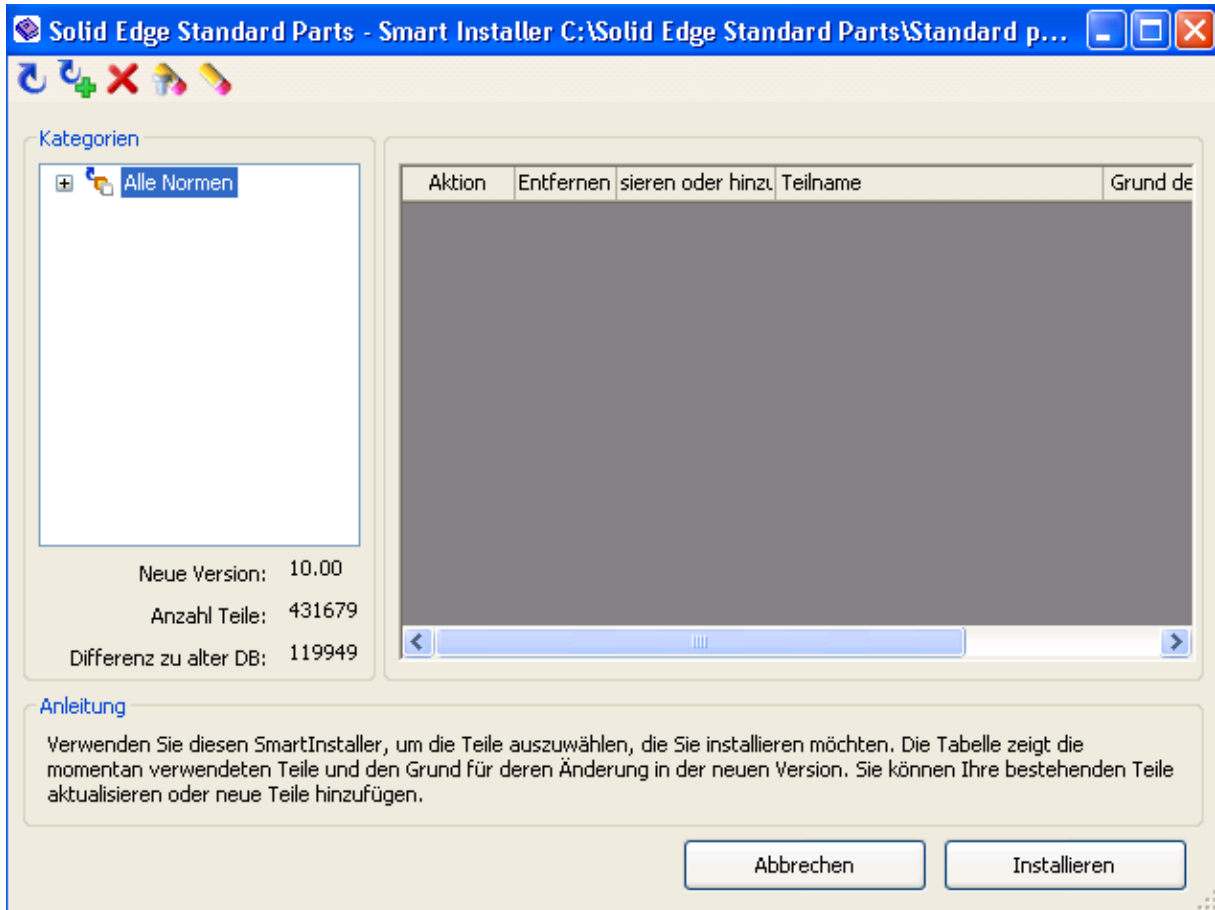 Solid Edge Standard Parts - Smart Installer C:\Solid Edge Standard Parts\Standard p...
Kategorien
Alle Normen
Neue Version: 10.00
Anzahl Teile: 431679
Differenz zu alter DB: 119949
Aktion Entfernen sieren oder hinzu Teilname Grund de
Anleitung
Verwenden Sie diesen SmartInstaller, um die Teile auszuwählen, die Sie installieren möchten. Die Tabelle zeigt die
momentan verwendeten Teile und den Grund für deren Änderung in der neuen Version. Sie können Ihre bestehenden Teile
aktualisieren oder neue Teile hinzufügen.
Abbrechen Installieren